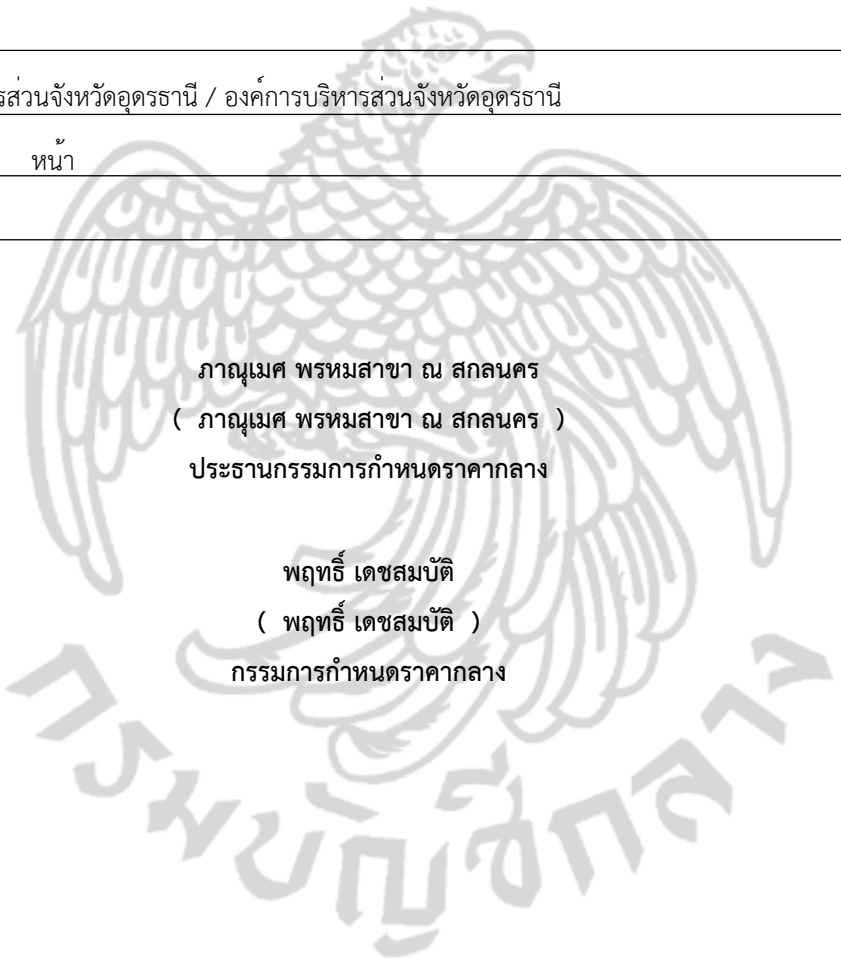 รส่วนจังหวัดอุดรธานี / องค์การบริหารส่วนจังหวัดอุดรธานี
หน้า
ภาณุเมศ พรหมสาขา ณ สกลนคร
( ภาณุเมศ พรหมสาขา ณ สกลนคร )
ประธานกรรมการกำหนดราคากลาง
พฤทธิ์ เดชสมบัติ
( พฤทธิ์ เดชสมบัติ )
กรรมการกำหนดราคากลาง
กรมบัญชีกลาง